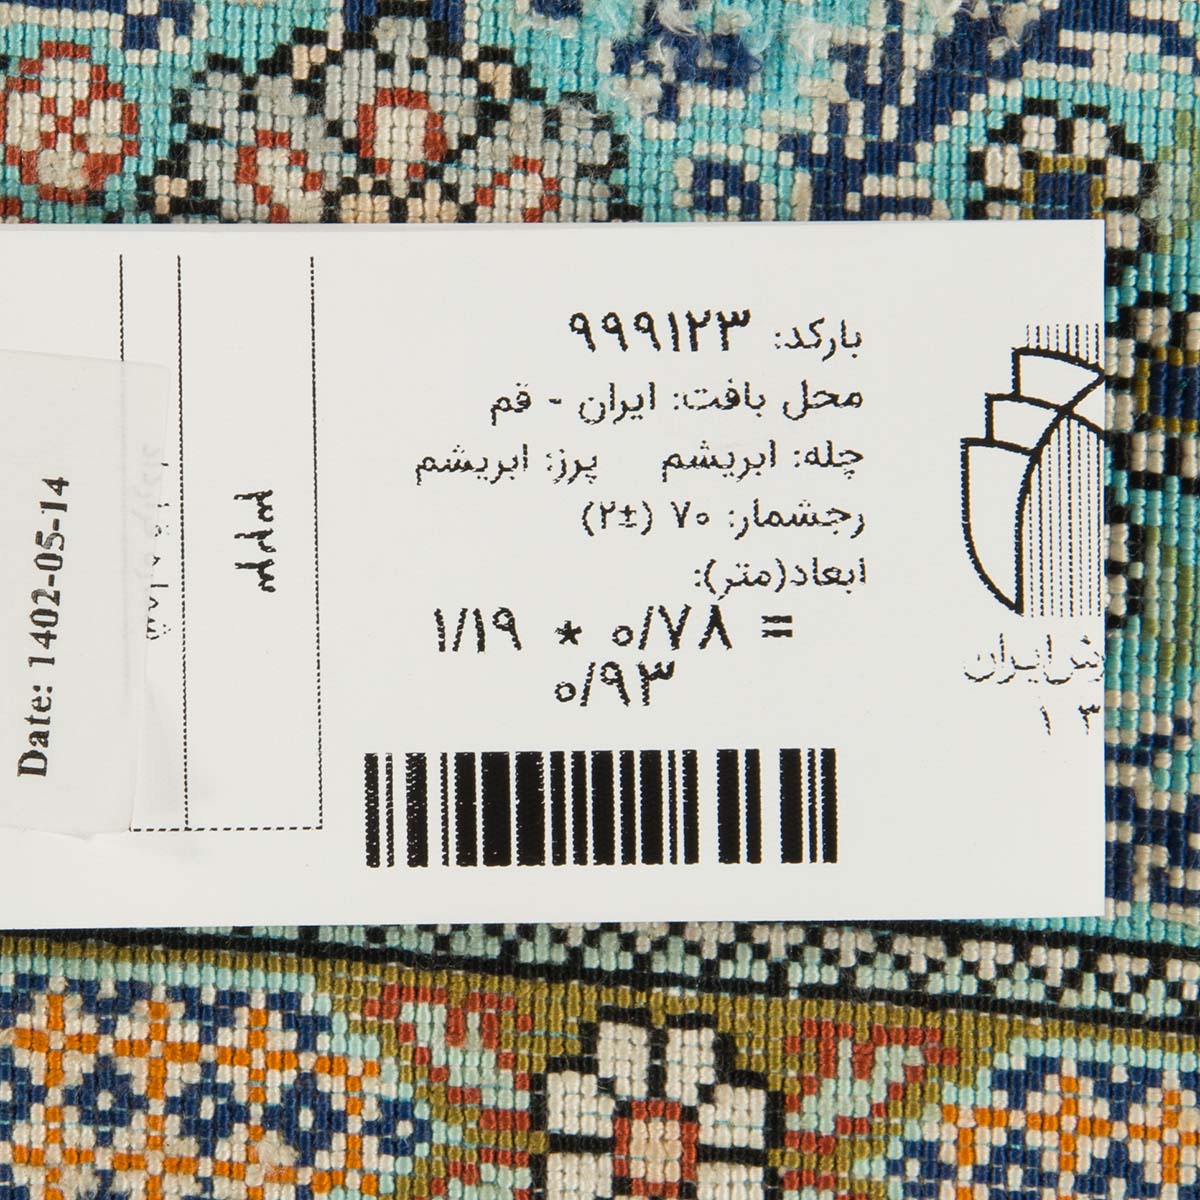 بارکد: ۹۹۹۱۲۳
محل بافت: ایران - قم
چله: ابریشم پرز: ابریشم
رجشمار: ۷۰ (±۲)
ابعاد(متر):
۱/۱۹ * ۰/۷۸ =
۰/۹۳
Date: 1402-05-14